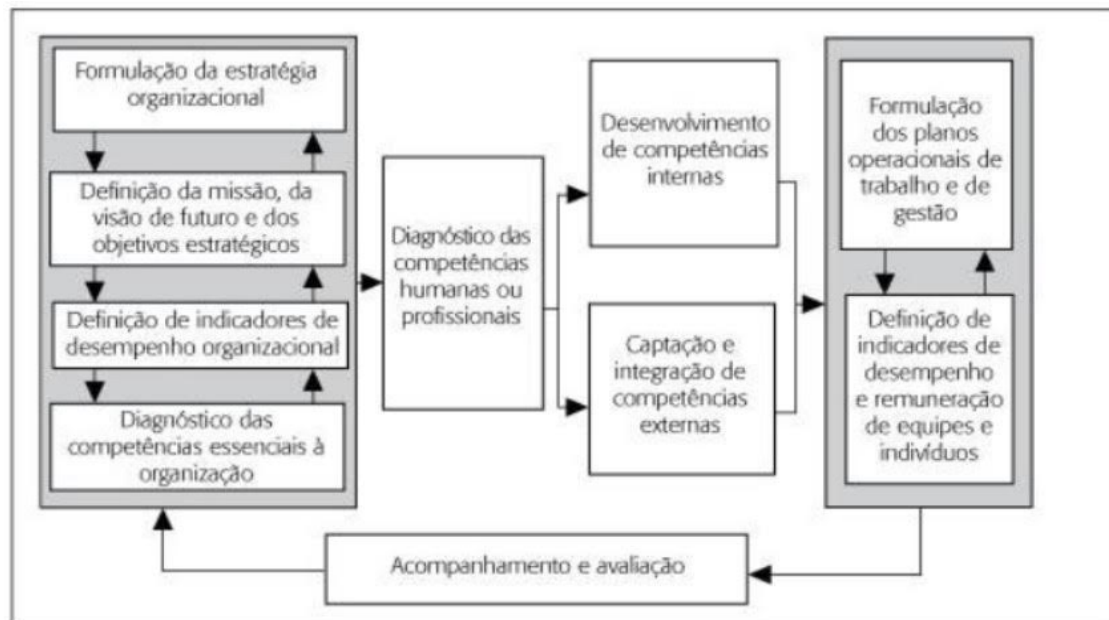 Formulação da estratégia
organizacional
Definição da missão, da
visão de futuro e dos
objetivos estratégicos
Definição de indicadores de
desempenho organizacional
Diagnóstico das
competências essenciais à
organização
Diagnóstico das
competências
humanas ou
profissionais
Desenvolvimento
de competências
internas
Captação e
integração de
competências
externas
Formulação
dos planos
operacionais de
trabalho e de
gestão
Definição de
indicadores de
desempenho
e remuneração
de equipes e
indivíduos
Acompanhamento e avaliação